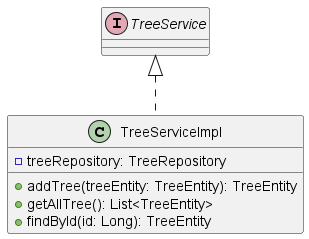 I TreeService
C TreeServiceImpl
treeRepository: TreeRepository
addTree(treeEntity: TreeEntity): TreeEntity
getAllTree(): List<TreeEntity>
findById(id: Long): TreeEntity